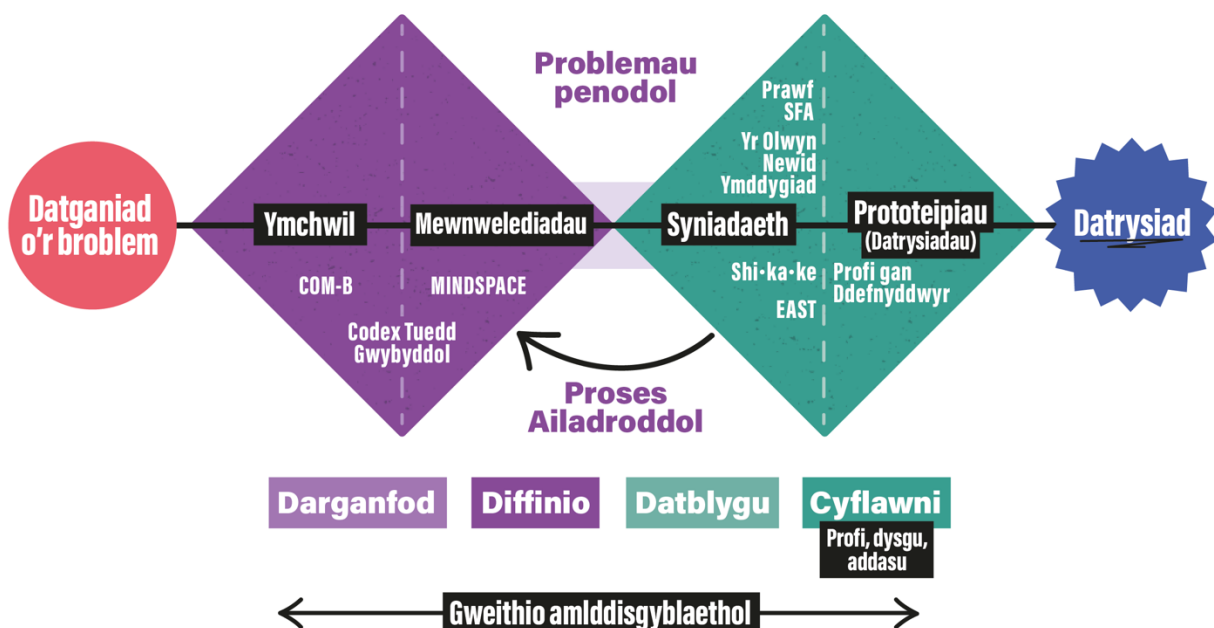 Datganiad
o'r broblem
Ymchwil
COM-B
Mewnwelediadau
MINDSPACE
Codex Tuedd
Gwybyddol
Problemau
penodol
Proses
Ailadroddol
Prawf
SFA
Yr Olwyn
Newid
Ymddygiad
Syniadaeth
Shi·ka·ke
EAST
Prototeipiau
(Datrysiadau)
Profi gan
Ddefnyddwyr
Datrysiad
Darganfod
Diffinio
Datblygu
Cyflawni
Profi, dysgu,
addasu
Gweithio amlddisgyblaethol